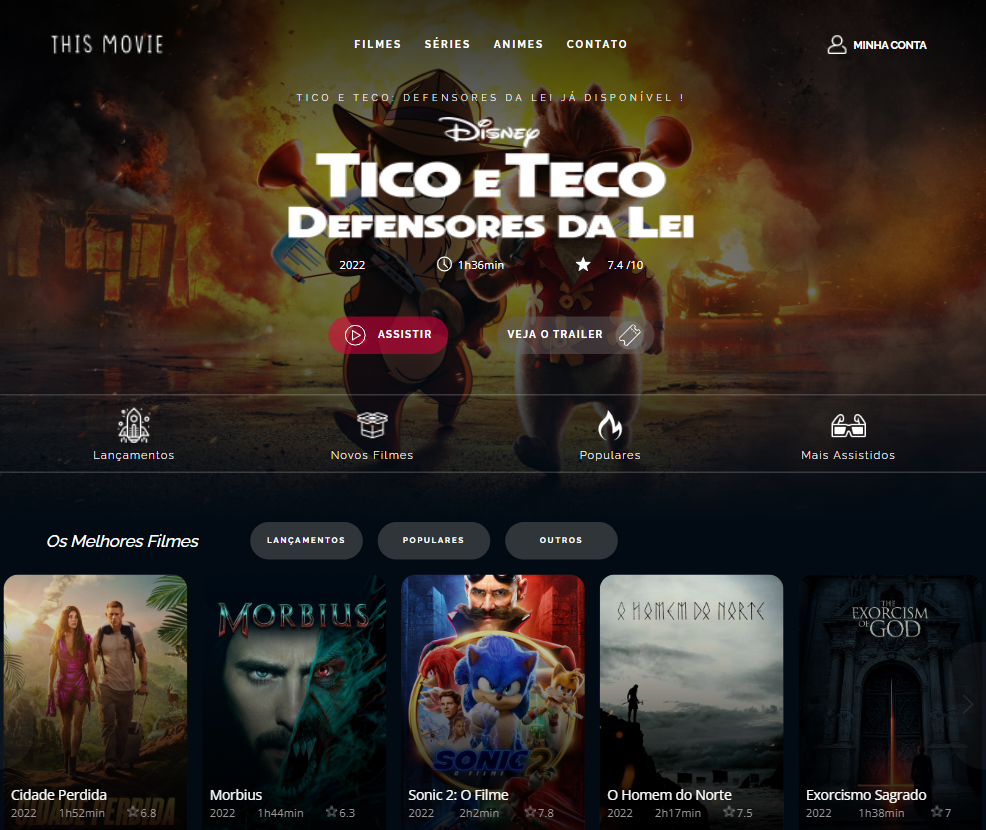 THIS MOVIE
FILMES SÉRIES ANIMES CONTATO
MINHA CONTA
TICO E TECO: DEFENSORES DA LEI JÁ DISPONÍVEL !
DISNEY
TICO E TECO
DEFENSORES DA LEI
2022 1h36min 7.4 /10
ASSISTIR VEJA O TRAILER
Lançamentos Novos Filmes Populares Mais Assistidos
Os Melhores Filmes LANÇAMENTOS POPULARES OUTROS
MORBIUS
O HOMEM DO NORTE
THE
EXORCISM
OF GOD
SONIC 2
O FILME
Cidade Perdida Morbius Sonic 2: O Filme O Homem do Norte Exorcismo Sagrado
2022 1h52min 6.8 2022 1h44min 6.3 2022 2h2min 7.8 2022 2h17min 7.5 2022 1h38min 7